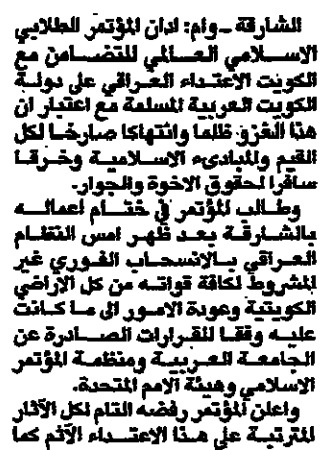 الشارقة ـ وام: ادان المؤتمر الطلابي
الاسلامي العالمي للتضامن مع
الكويت الاعتداء العراقي على دولة
الكويت العربية المسلمة مع اعتبار ان
هذا الغزو ظلما وانتهاكا صارخا لكل
القيم والمبادىء الاسلامية وخرقا
سافرا لحقوق الاخوة والجوار.
وطالب المؤتمر في ختام اعماله
بالشارقة بعد ظهر امس النظام
العراقي بالانسحاب الفوري غير
المشروط لكافة قواته من كل الاراضي
الكويتية وعودة الامور الى ما كانت
عليه وفقا للقرارات الصادرة عن
الجامعة العربية ومنظمة المؤتمر
الاسلامي وهيئة الامم المتحدة.
واعلن المؤتمر رفضه التام لكل الآثار
المترتبة على هذا الاعتداء الآثم كما